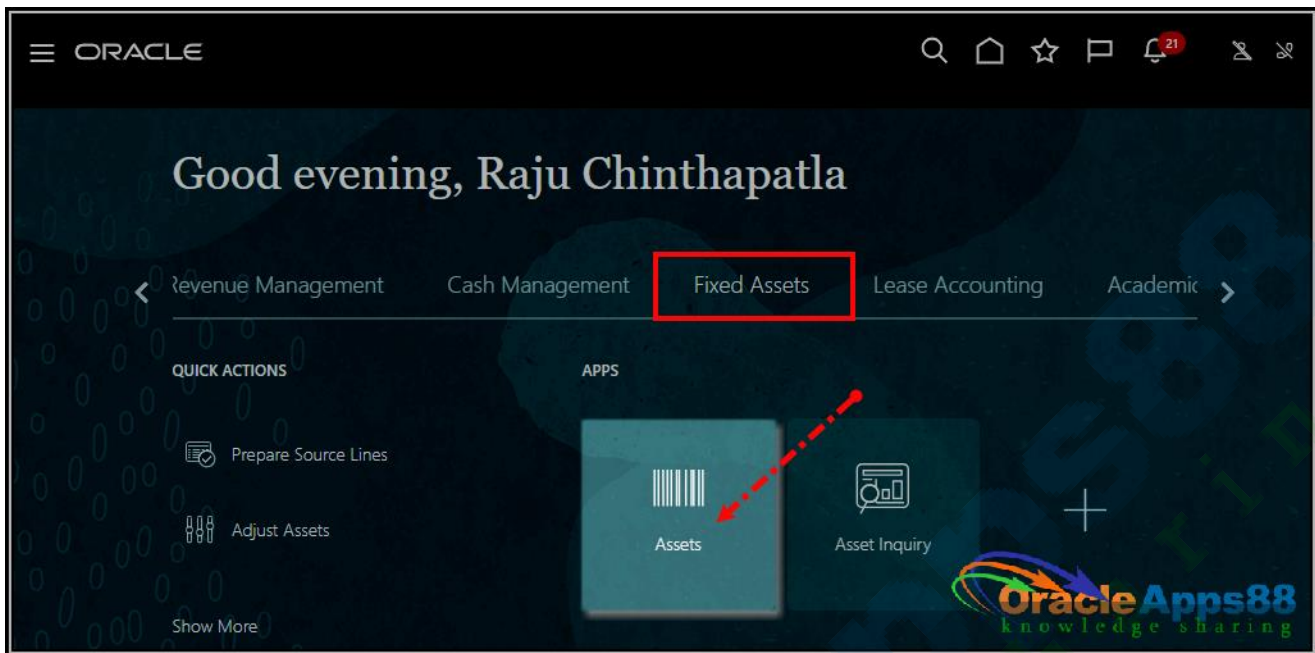 ORACLE
21
Good evening, Raju Chinthapatla
Revenue Management Cash Management Fixed Assets Lease Accounting Academic
QUICK ACTIONS APPS
Prepare Source Lines
Adjust Assets
Assets Asset Inquiry
Show More
OracleApps88
knowledge sharing